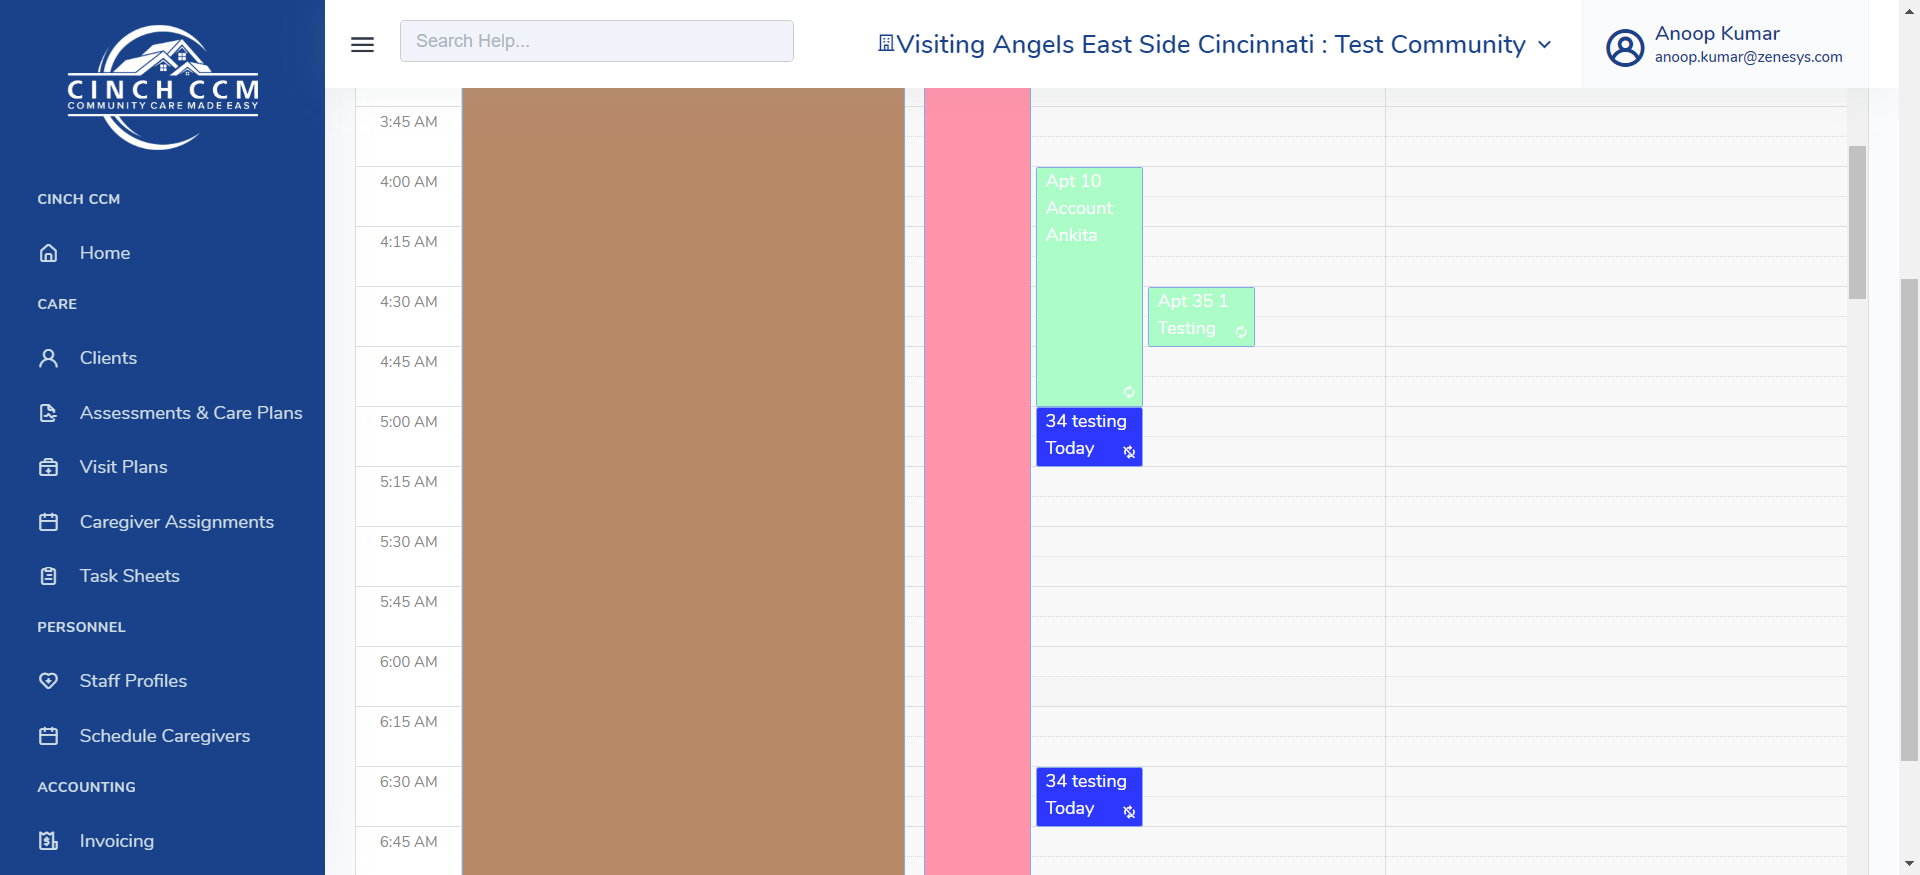 CINCH CCM
COMMUNITY CARE MADE EASY
CINCH CCM
Home
CARE
Clients
Assessments & Care Plans
Visit Plans
Caregiver Assignments
Task Sheets
PERSONNEL
Staff Profiles
Schedule Caregivers
ACCOUNTING
Invoicing
Search Help...
Visiting Angels East Side Cincinnati : Test Community
Anoop Kumar
anoop.kumar@zenesys.com
3:45 AM
4:00 AM
4:15 AM
4:30 AM
4:45 AM
5:00 AM
5:15 AM
5:30 AM
5:45 AM
6:00 AM
6:15 AM
6:30 AM
6:45 AM
Apt 10
Account
Ankita
Apt 35 1
Testing
34 testing
Today
34 testing
Today